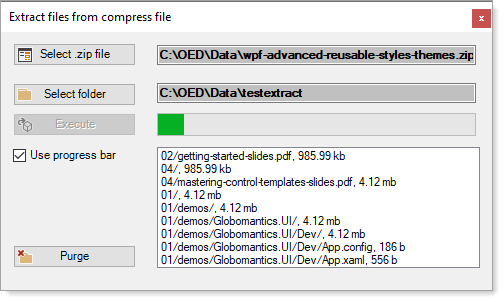 Extract files from compress file
x
Select .zip file
C:\OED\Data\wpf-advanced-reusable-styles-themes.zip
Select folder
C:\OED\Data\testextract
Execute
Use progress bar
02/getting-started-slides.pdf, 985.99 kb
04/, 985.99 kb
04/mastering-control-templates-slides.pdf, 4.12 mb
01/, 4.12 mb
01/demos/, 4.12 mb
01/demos/Globomantics.UI/, 4.12 mb
01/demos/Globomantics.UI/Dev/, 4.12 mb
01/demos/Globomantics.UI/Dev/App.config, 186 b
01/demos/Globomantics.UI/Dev/App.xaml, 556 b
Purge